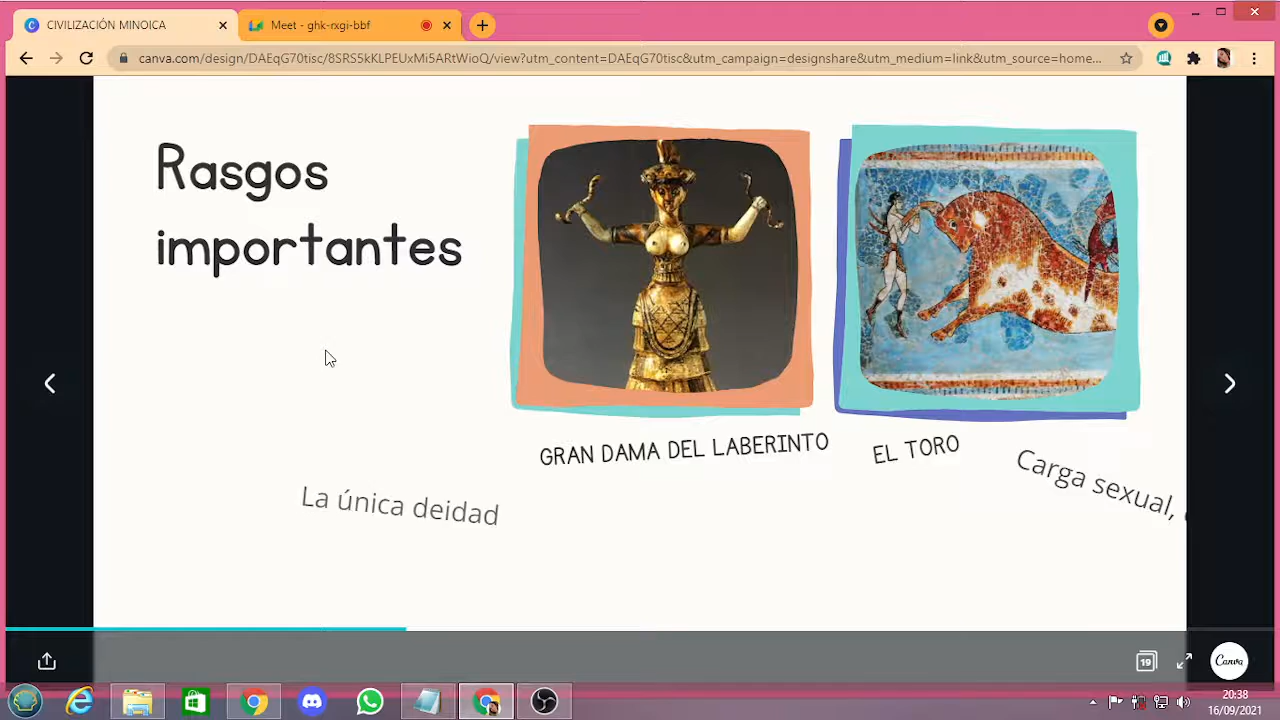 CIVILIZACIÓN MINOICA
Meet - ghk-rxgi-bbf
canva.com/design/DAEqG70tisc/8SRS5kKLPEUxMi5ARtWjoQ/view?utm_content=DAEqG70tisc&utm_campaign=designshare&utm_medium=link&utm_source=home...
Rasgos
importantes
GRAN DAMA DEL LABERINTO
EL TORO
Carga sexual,
La única deidad
19
Canva
20:38
16/09/2021